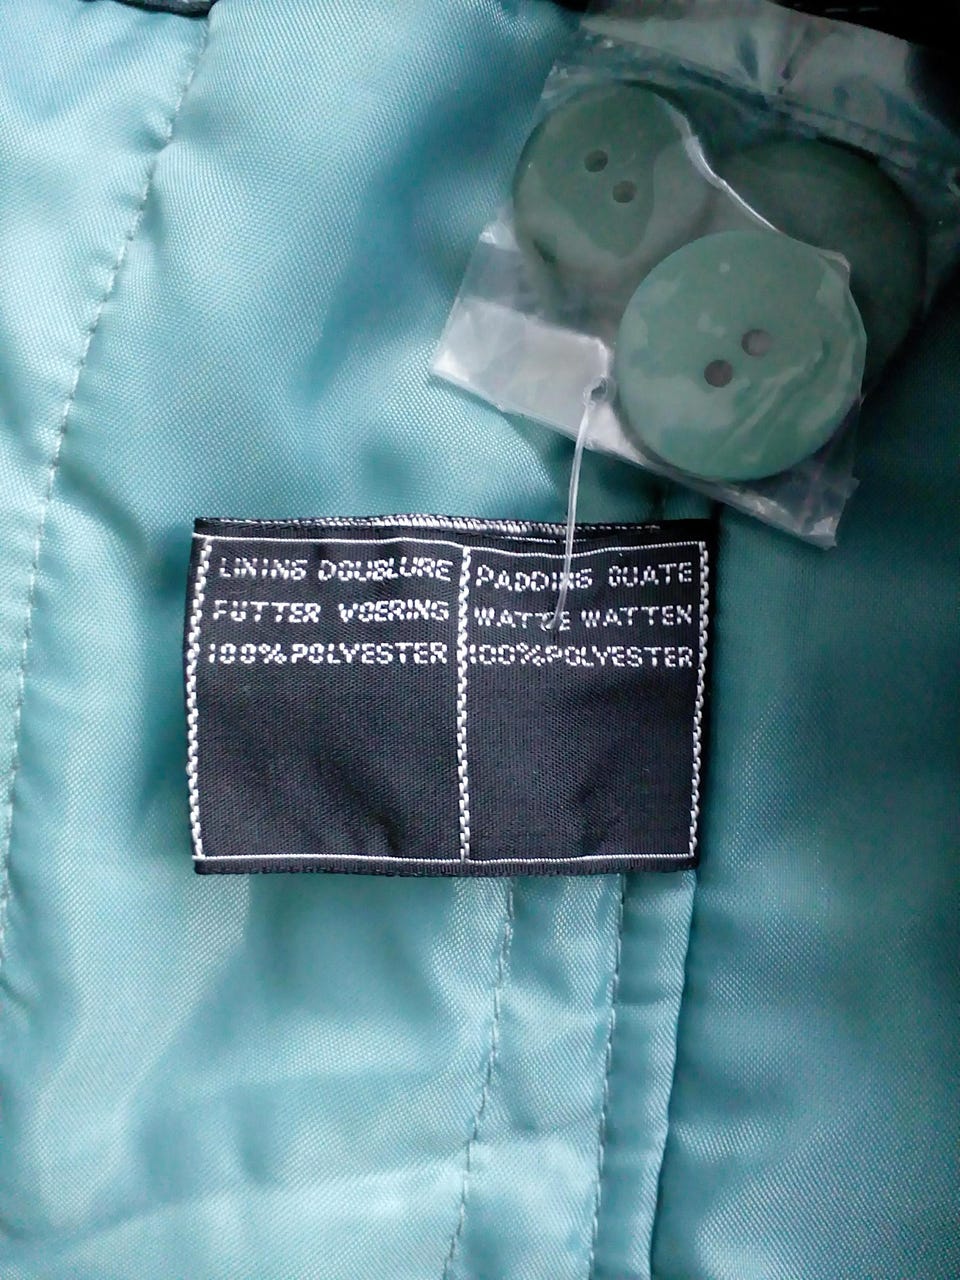 LINING DOUBLURE
FUTTER VOERING
100% POLYESTER
PADDING OUATE
WATTE WATTEN
100% POLYESTER